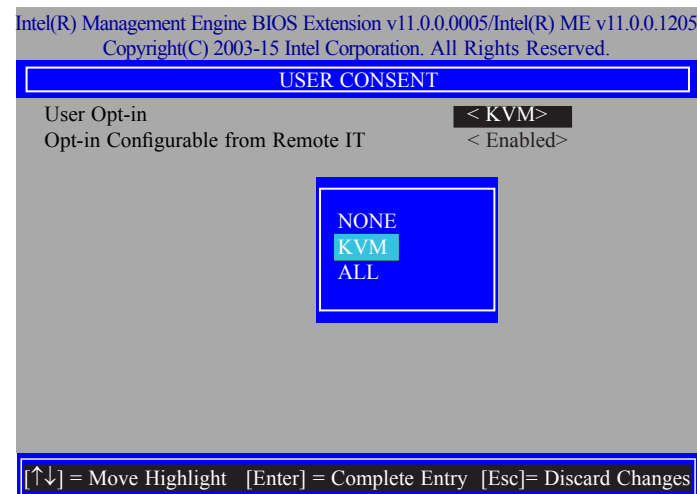 Intel(R) Management Engine BIOS Extension v11.0.0.0005/Intel(R) ME v11.0.0.1205
Copyright(C) 2003-15 Intel Corporation. All Rights Reserved.
USER CONSENT
User Opt-in < KVM>
Opt-in Configurable from Remote IT < Enabled>
NONE
KVM
ALL
[↑↓] = Move Highlight [Enter] = Complete Entry [Esc]= Discard Changes